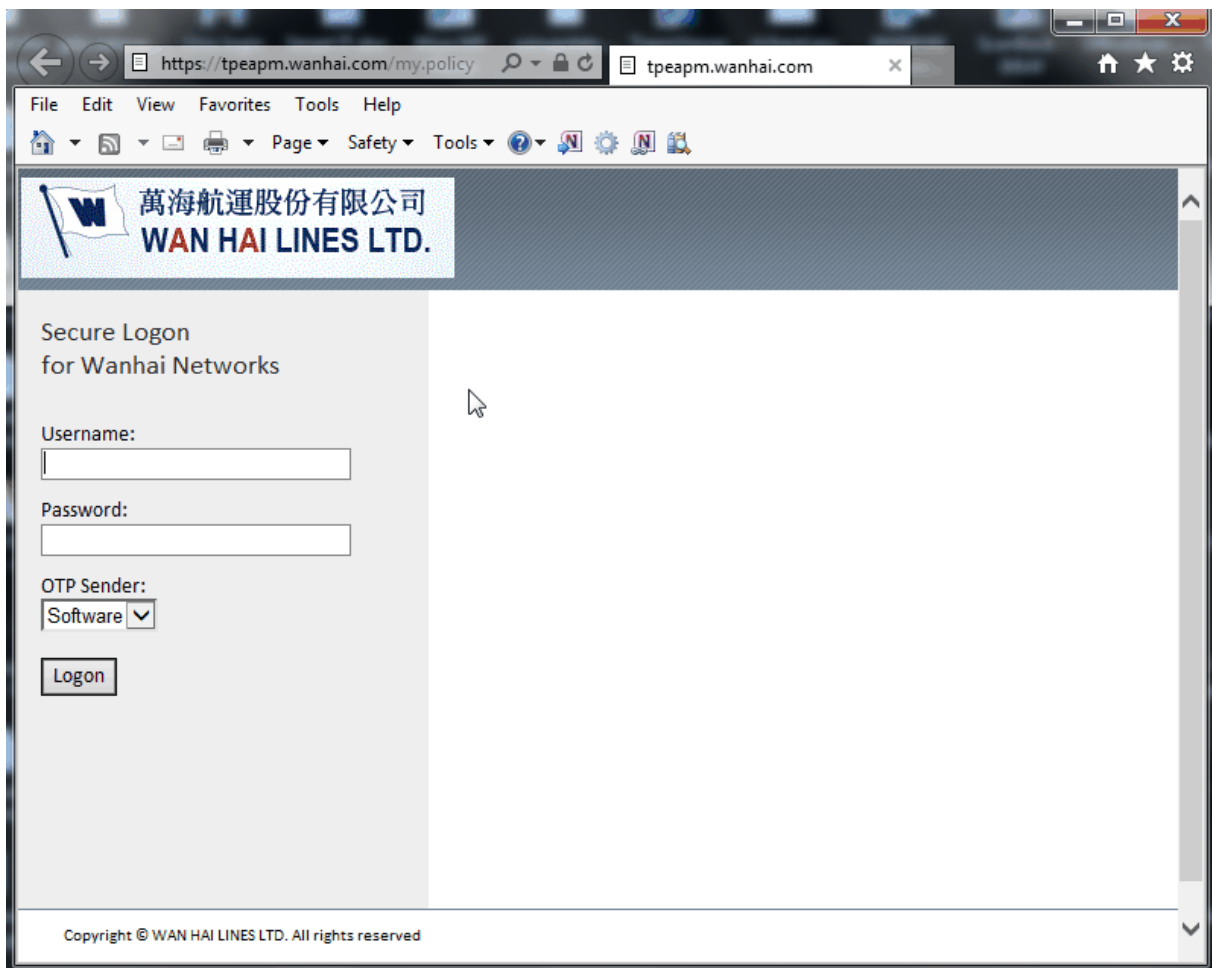 https://tpeapm.wanhai.com/my.policy
tpeapm.wanhai.com
File Edit View Favorites Tools Help
Page Safety Tools
萬海航運股份有限公司
WAN HAI LINES LTD.
Secure Logon
for Wanhai Networks
Username:
Password:
OTP Sender:
Software
Logon
Copyright © WAN HAI LINES LTD. All rights reserved